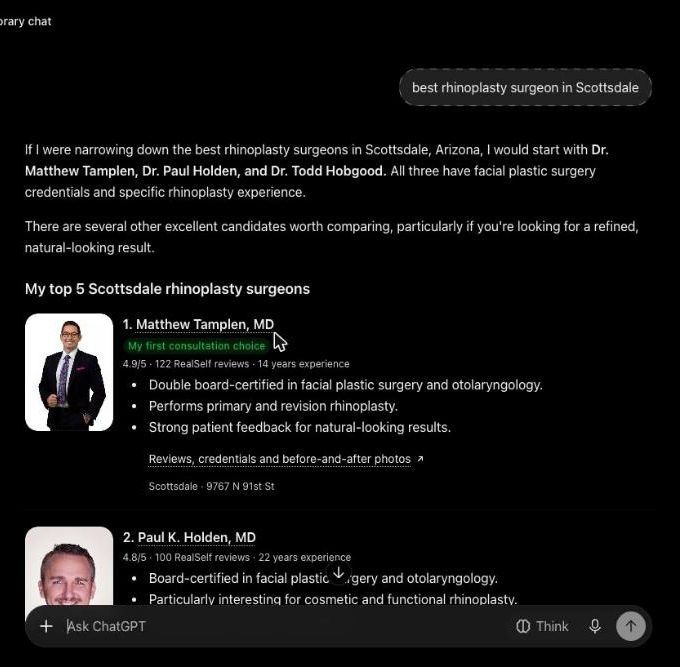 orary chat
best rhinoplasty surgeon in Scottsdale
If I were narrowing down the best rhinoplasty surgeons in Scottsdale, Arizona, I would start with Dr.
Matthew Tamplen, Dr. Paul Holden, and Dr. Todd Hobgood. All three have facial plastic surgery
credentials and specific rhinoplasty experience.
There are several other excellent candidates worth comparing, particularly if you're looking for a refined,
natural-looking result.
My top 5 Scottsdale rhinoplasty surgeons
1. Matthew Tamplen, MD
My first consultation choice
4.9/5 · 122 RealSelf reviews · 14 years experience
• Double board-certified in facial plastic surgery and otolaryngology.
• Performs primary and revision rhinoplasty.
• Strong patient feedback for natural-looking results.
Reviews, credentials and before-and-after photos ↗
Scottsdale · 9767 N 91st St
2. Paul K. Holden, MD
4.8/5 · 100 RealSelf reviews · 22 years experience
• Board-certified in facial plastic rgery and otolaryngology.
• Particularly interesting for cosmetic and functional rhinoplasty.
Ask ChatGPT
Think